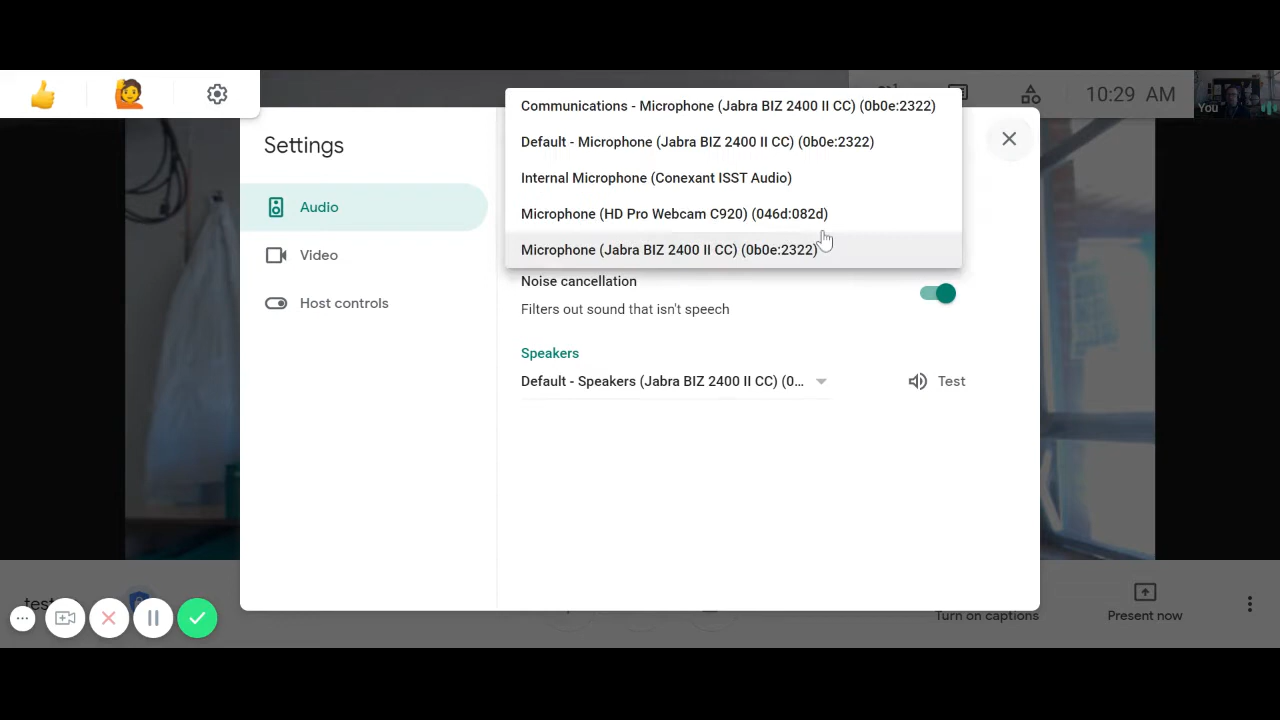 10:29 AM
You
Settings
Audio
Video
Host controls
Communications - Microphone (Jabra BIZ 2400 II CC) (0b0e:2322)
Default - Microphone (Jabra BIZ 2400 II CC) (0b0e:2322)
Internal Microphone (Conexant ISST Audio)
Microphone (HD Pro Webcam C920) (046d:082d)
Microphone (Jabra BIZ 2400 II CC) (0b0e:2322)
Noise cancellation
Filters out sound that isn't speech
Speakers
Default - Speakers (Jabra BIZ 2400 II CC) (0...
Test
test
Turn on captions
Present now